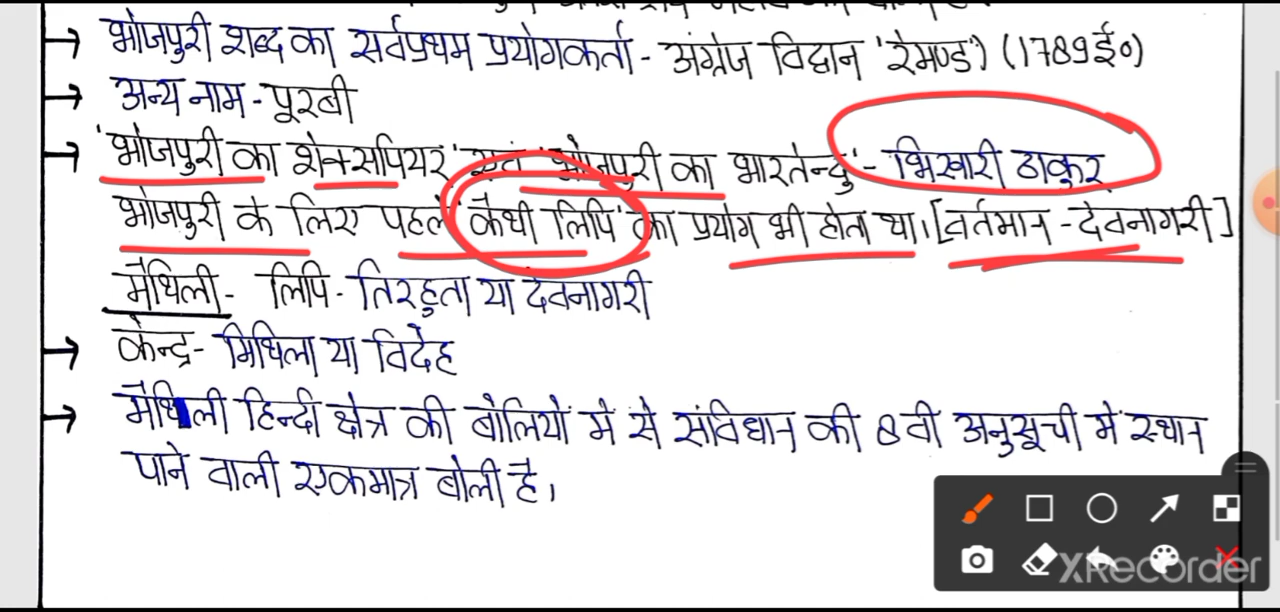 → भोजपुरी शब्द का सर्वप्रथम प्रयोगकर्ता - अंग्रेज विद्वान 'रेमण्ड') (1789ई०)
→ अन्य नाम - पूरबी
→ 'भोजपुरी का शेक्सपियर' एवं 'भोजपुरी का भारतेन्दु' - भिखारी ठाकुर
भोजपुरी के लिए पहले 'कैथी लिपि' का प्रयोग भी होता था। [वर्तमान - देवनागरी]
मैथिली - लिपि - तिरहुता या देवनागरी
→ केन्द्र - मिथिला या विदेह
→ मैथिली हिन्दी क्षेत्र की बोलियों में से संविधान की 8वी अनुसूची में स्थान
पाने वाली एकमात्र बोली है।
XRecorder